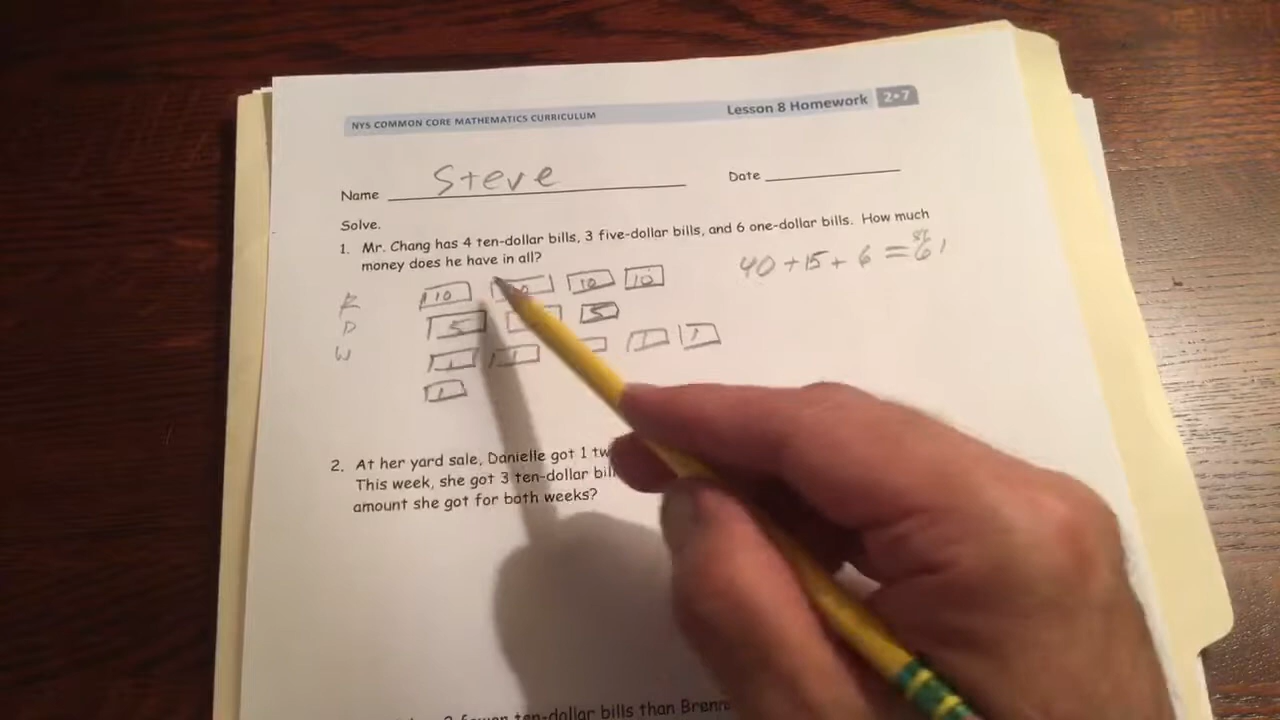 NYS COMMON CORE MATHEMATICS CURRICULUM Lesson 8 Homework 2•7
Name Steve Date
Solve.
1. Mr. Chang has 4 ten-dollar bills, 3 five-dollar bills, and 6 one-dollar bills. How much
money does he have in all?
40 + 15 + 6 = 61
R 10 10 10
D 5 5
W 1 1 1 1
1
2. At her yard sale, Danielle got 1
This week, she got 3 ten-dollar
amount she got for both weeks?
ten-dollar bills than